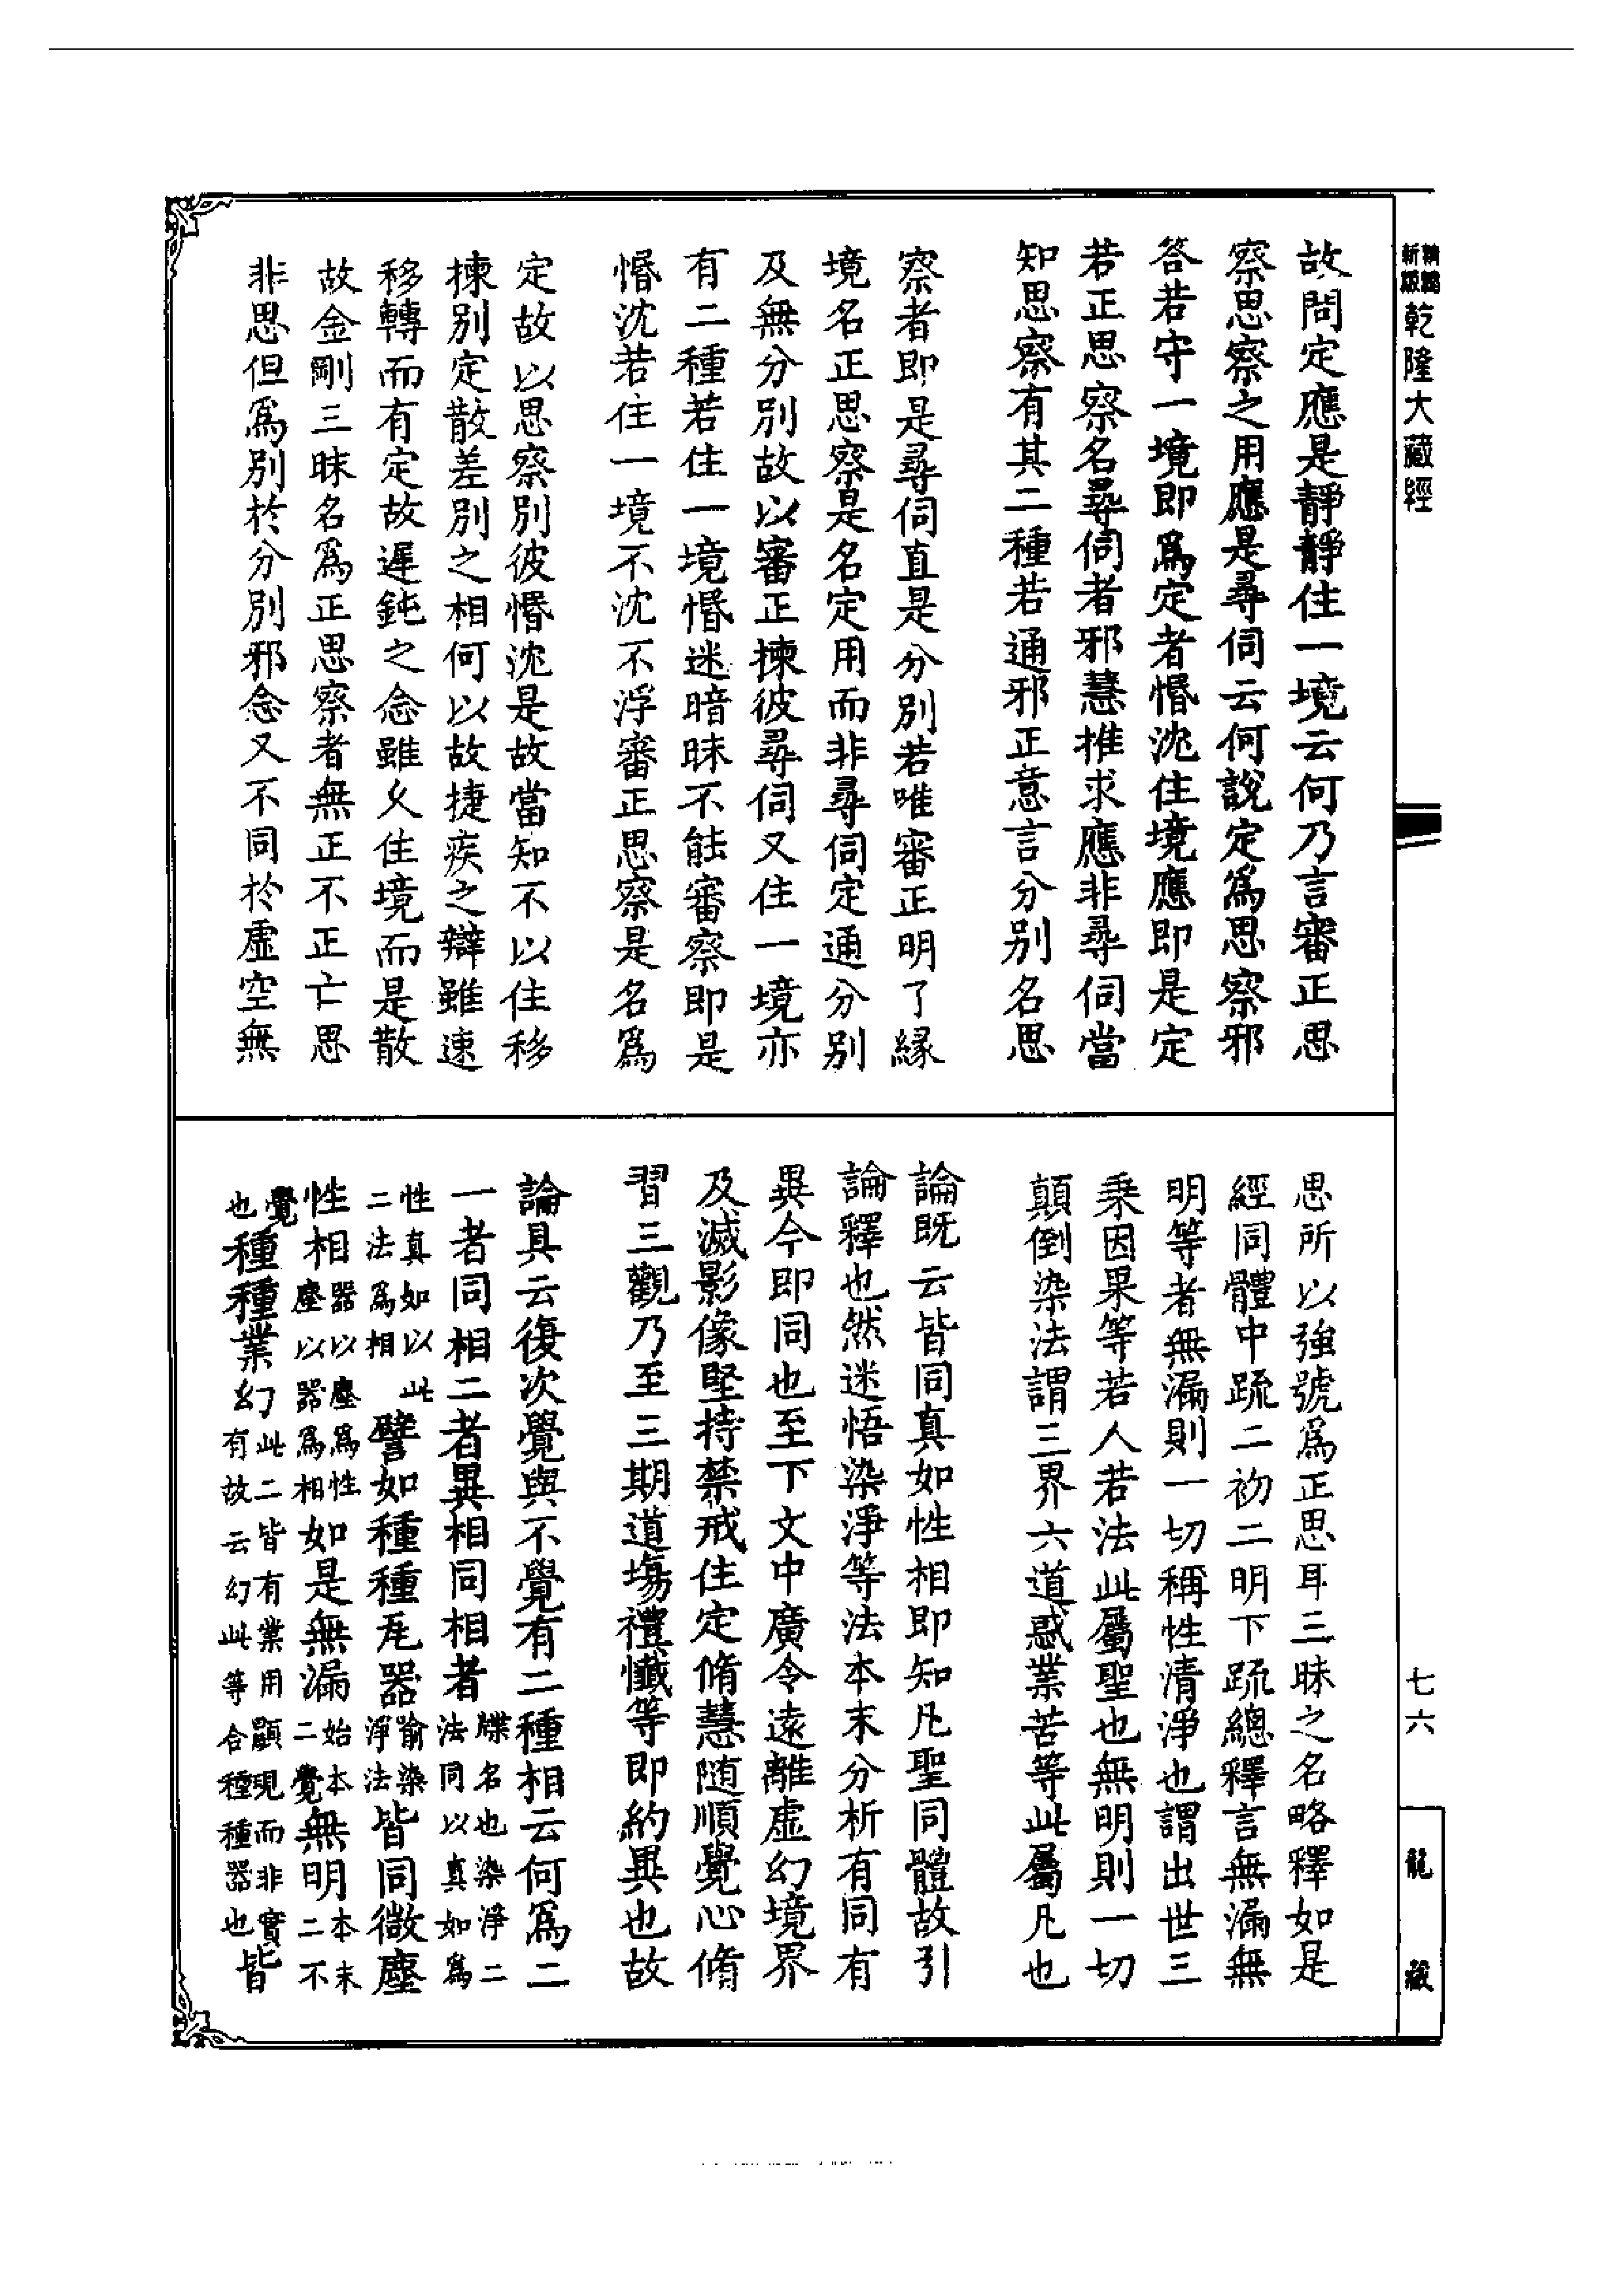 精鵰新版乾隆大藏經
故問定應是靜靜住一境云何乃言審正思
察思察之用應是尋伺云何說定爲思察邪
答若守一境即爲定者惛沈住境應即是定
若正思察名尋伺者邪慧推求應非尋伺當
知思察有其二種若通邪正意言分別名思
察者即是尋伺直是分別若唯審正明了緣
境名正思察是名定用而非尋伺定通分別
及無分別故以審正揀彼尋伺又住一境亦
有二種若住一境惛迷暗昧不能審察即是
惛沈若住一境不沈不浮審正思察是名爲
定故以思察別彼惛沈是故當知不以住移
揀別定散差別之相何以故捷疾之辯雖速
移轉而有定故遲鈍之念雖久住境而是散
故金剛三昧名爲正思察者無正不正亡思
非思但爲別於分別邪念又不同於虛空無
思所以強號爲正思耳三昧之名略釋如是
經同體中疏二初二明下疏總釋言無漏無
明等者無漏則一切稱性清淨也謂出世三
乘因果等若人若法此屬聖也無明則一切
顛倒染法謂三界六道惑業苦等此屬凡也
論既云皆同真如性相即知凡聖同體故引
論釋也然迷悟染淨等法本末分析有同有
異今即同也至下文中廣令遠離虛幻境界
及滅影像堅持禁戒住定脩慧隨順覺心脩
習三觀乃至三期道場禮懺等即約異也故
論具云復次覺與不覺有二種相云何爲二
一者同相二者異相同相者牒名也染淨二法同以真如爲
性真如以此二法爲相譬如種種瓦器喻染淨法皆同微塵
性相器以塵爲性塵以器爲相如是無漏始本二覺無明本末二不
覺也種種業幻此二皆有業用顯現而非實有故云幻此等合種種器也皆
七六
龍藏